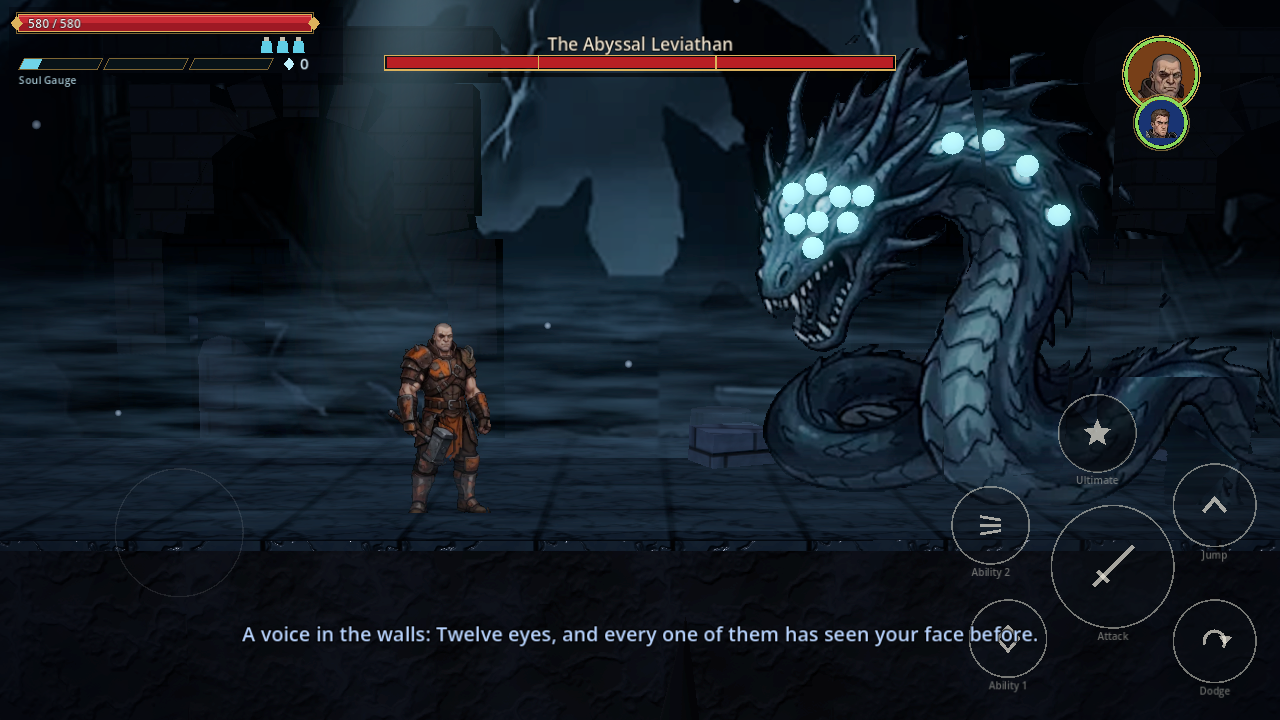 580 / 580
The Abyssal Leviathan
0
Soul Gauge
Ultimate
Ability 2
Jump
Attack
A voice in the walls: Twelve eyes, and every one of them has seen your face before.
Ability 1
Dodge